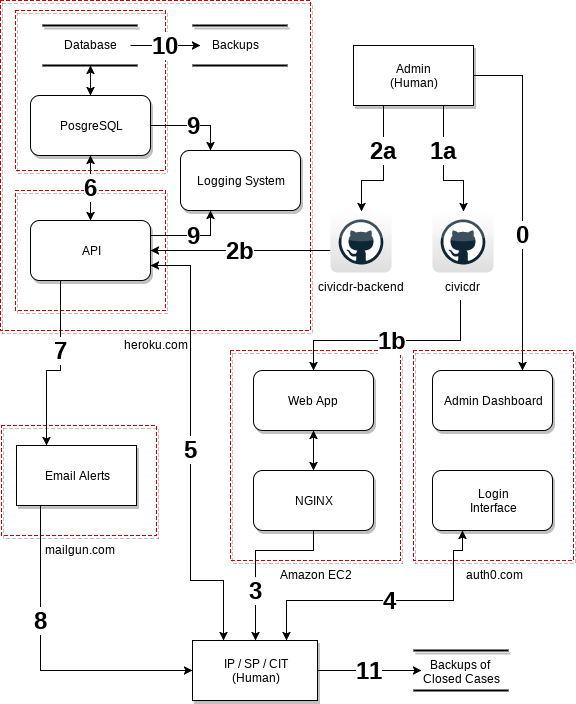 Database
10
Backups
Admin
(Human)
PosgreSQL
9
2a
1a
6
Logging System
API
9
2b
0
civicdr-backend
civicdr
heroku.com
7
1b
Web App
Admin Dashboard
5
Email Alerts
NGINX
Login
Interface
mailgun.com
Amazon EC2
auth0.com
3
4
8
IP / SP / CIT
(Human)
11
Backups of
Closed Cases